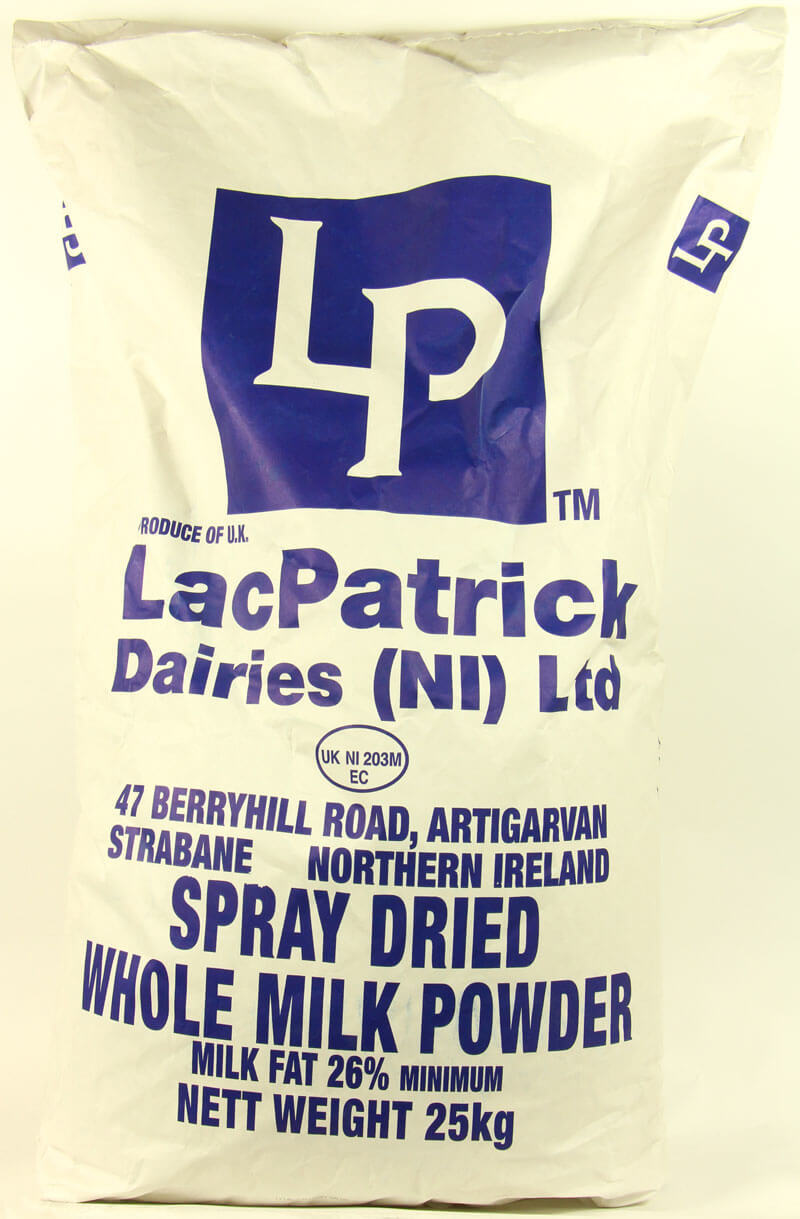 LP
LP
TM
PRODUCE OF U.K.
LacPatrick
Dairies (NI) Ltd
UK NI 203M
EC
47 BERRYHILL ROAD, ARTIGARVAN
STRABANE NORTHERN IRELAND
SPRAY DRIED
WHOLE MILK POWDER
MILK FAT 26% MINIMUM
NETT WEIGHT 25kg